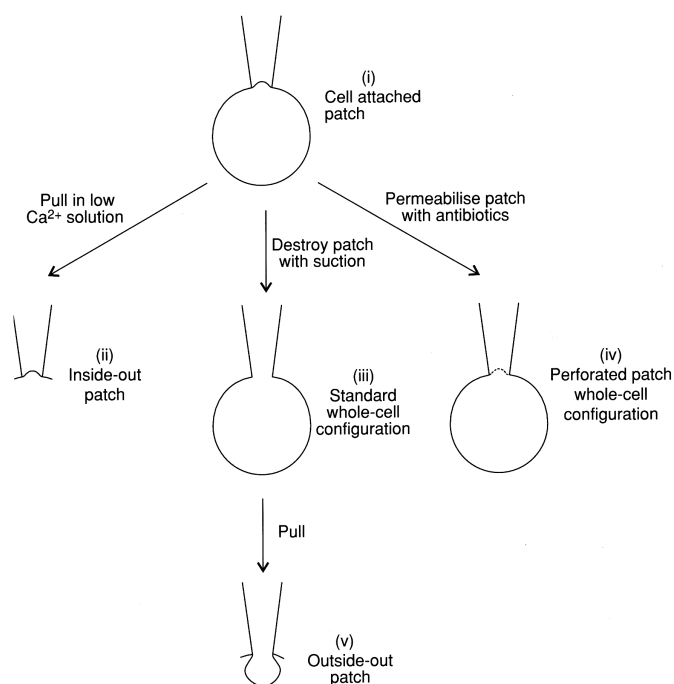 (i)
Cell attached
patch
Pull in low
Ca²⁺ solution
Permeabilise patch
with antibiotics
Destroy patch
with suction
(ii)
Inside-out
patch
(iii)
Standard
whole-cell
configuration
(iv)
Perforated patch
whole-cell
configuration
Pull
(v)
Outside-out
patch